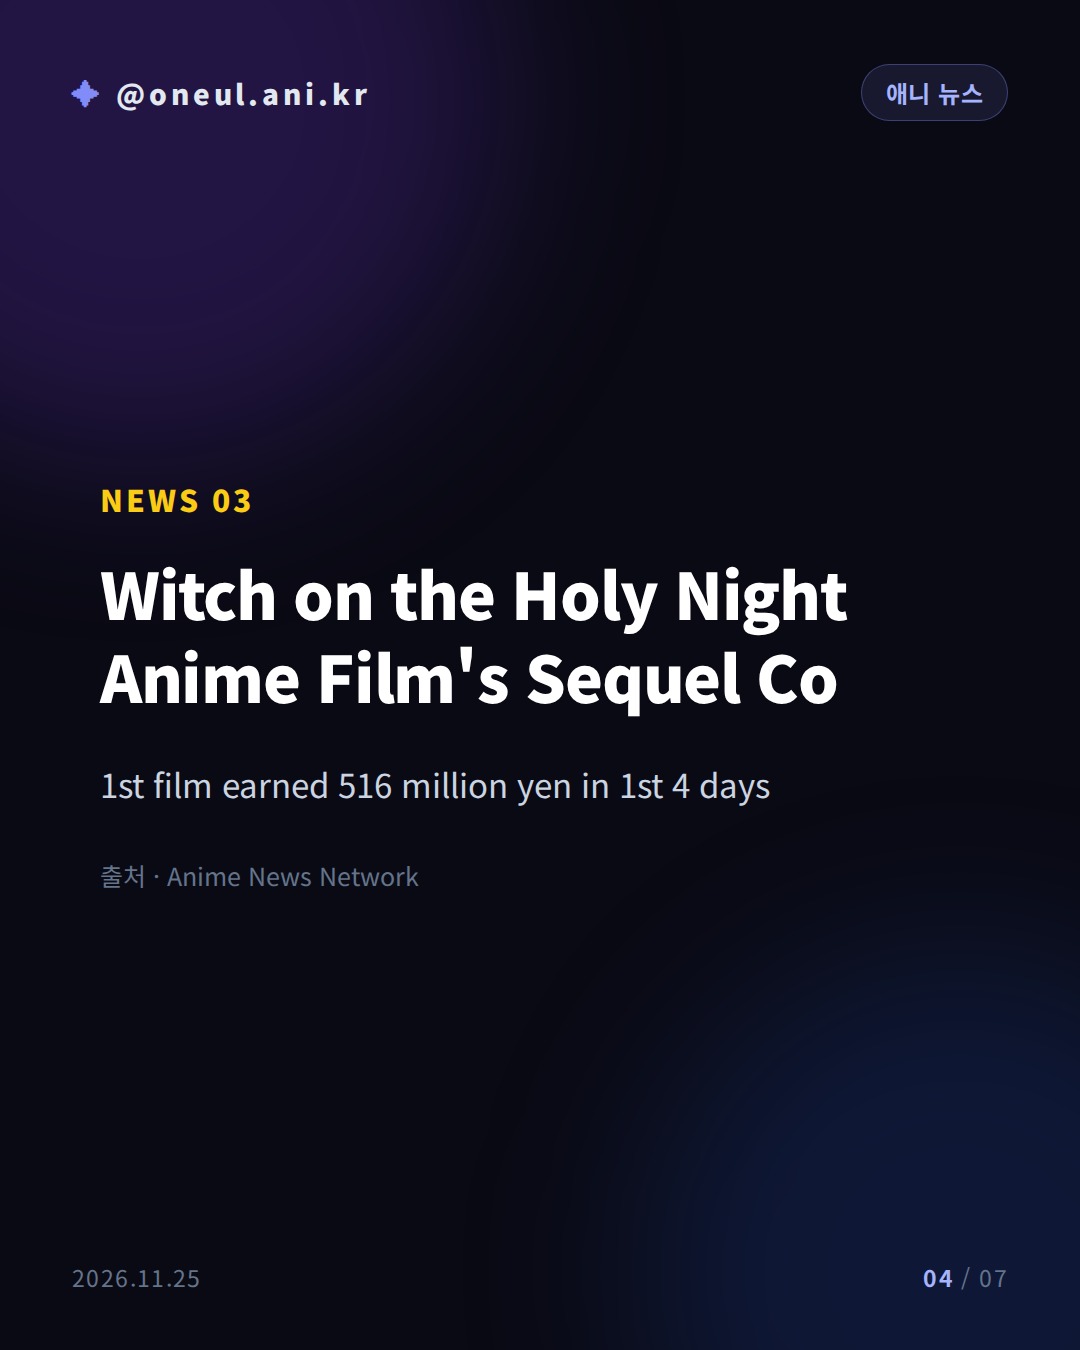 @oneul.ani.kr
애니 뉴스
NEWS 03
Witch on the Holy Night
Anime Film's Sequel Co
1st film earned 516 million yen in 1st 4 days
출처 · Anime News Network
2026.11.25
04 / 07